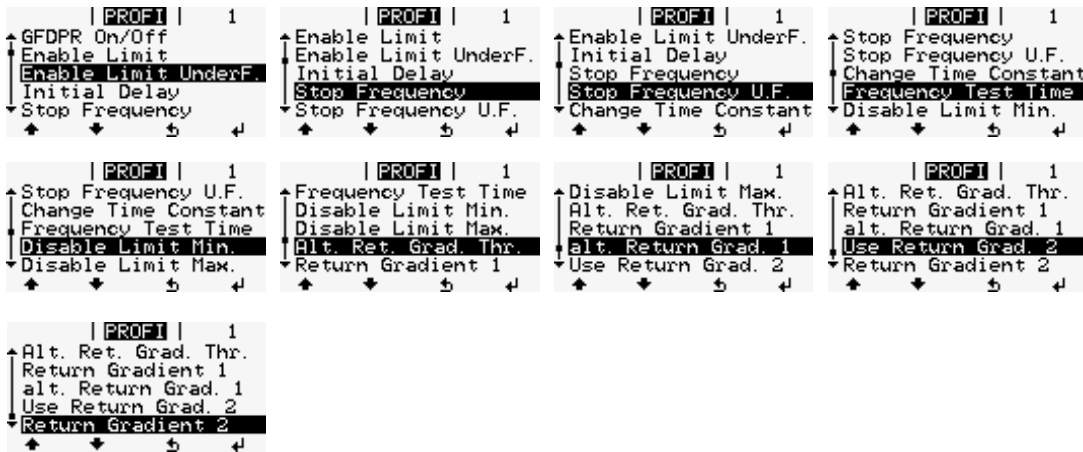 PROFI 1
GFDPR On/Off
Enable Limit
Enable Limit UnderF.
Initial Delay
Stop Frequency
PROFI 1
Enable Limit
Enable Limit UnderF.
Initial Delay
Stop Frequency
Stop Frequency U.F.
PROFI 1
Enable Limit UnderF.
Initial Delay
Stop Frequency
Stop Frequency U.F.
Change Time Constant
PROFI 1
Stop Frequency
Stop Frequency U.F.
Change Time Constant
Frequency Test Time
Disable Limit Min.
PROFI 1
Stop Frequency U.F.
Change Time Constant
Frequency Test Time
Disable Limit Min.
Disable Limit Max.
PROFI 1
Frequency Test Time
Disable Limit Min.
Disable Limit Max.
Alt. Ret. Grad. Thr.
Return Gradient 1
PROFI 1
Disable Limit Max.
Alt. Ret. Grad. Thr.
Return Gradient 1
alt. Return Grad. 1
Use Return Grad. 2
PROFI 1
Alt. Ret. Grad. Thr.
Return Gradient 1
alt. Return Grad. 1
Use Return Grad. 2
Return Gradient 2
PROFI 1
Alt. Ret. Grad. Thr.
Return Gradient 1
alt. Return Grad. 1
Use Return Grad. 2
Return Gradient 2